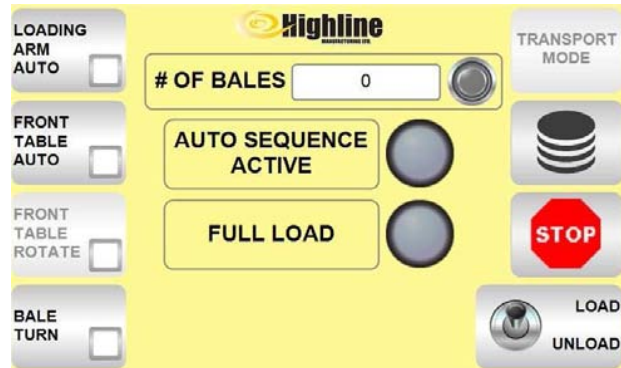 LOADING
ARM
AUTO
Highline
MANUFACTURING LTD.
TRANSPORT
MODE
# OF BALES
0
FRONT
TABLE
AUTO
AUTO SEQUENCE
ACTIVE
FRONT
TABLE
ROTATE
FULL LOAD
STOP
BALE
TURN
LOAD
UNLOAD